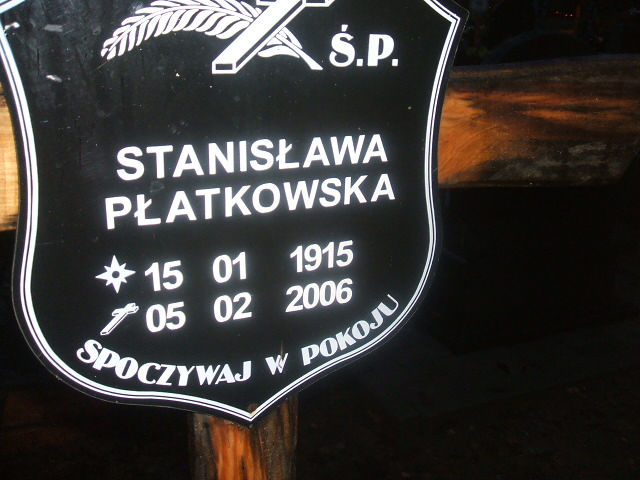 Ś.P.
STANISŁAWA
PŁATKOWSKA
15 01 1915
05 02 2006
SPOCZYWAJ W POKOJU